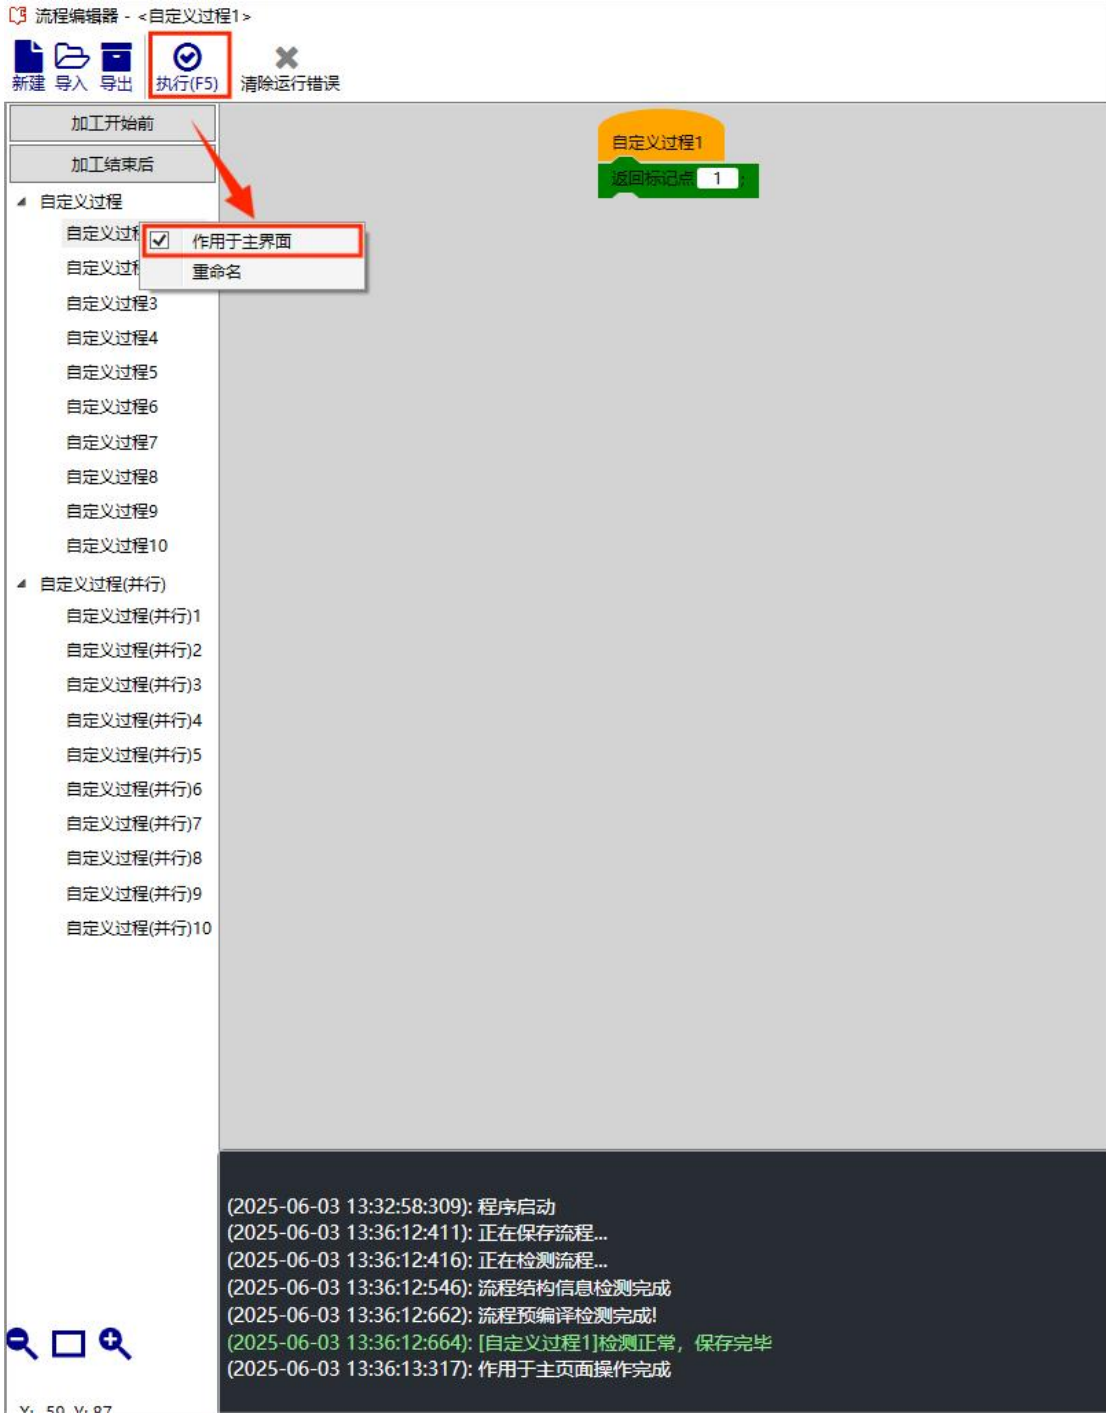 流程编辑器 - <自定义过程1>
新建 导入 导出 执行(F5) 清除运行错误
加工开始前
加工结束后
自定义过程
自定义过
作用于主界面
自定义过
重命名
自定义过程3
自定义过程4
自定义过程5
自定义过程6
自定义过程7
自定义过程8
自定义过程9
自定义过程10
自定义过程(并行)
自定义过程(并行)1
自定义过程(并行)2
自定义过程(并行)3
自定义过程(并行)4
自定义过程(并行)5
自定义过程(并行)6
自定义过程(并行)7
自定义过程(并行)8
自定义过程(并行)9
自定义过程(并行)10
自定义过程1
返回标记点 1 ;
(2025-06-03 13:32:58:309): 程序启动
(2025-06-03 13:36:12:411): 正在保存流程...
(2025-06-03 13:36:12:416): 正在检测流程...
(2025-06-03 13:36:12:546): 流程结构信息检测完成
(2025-06-03 13:36:12:662): 流程预编译检测完成!
(2025-06-03 13:36:12:664): [自定义过程1]检测正常，保存完毕
(2025-06-03 13:36:13:317): 作用于主页面操作完成